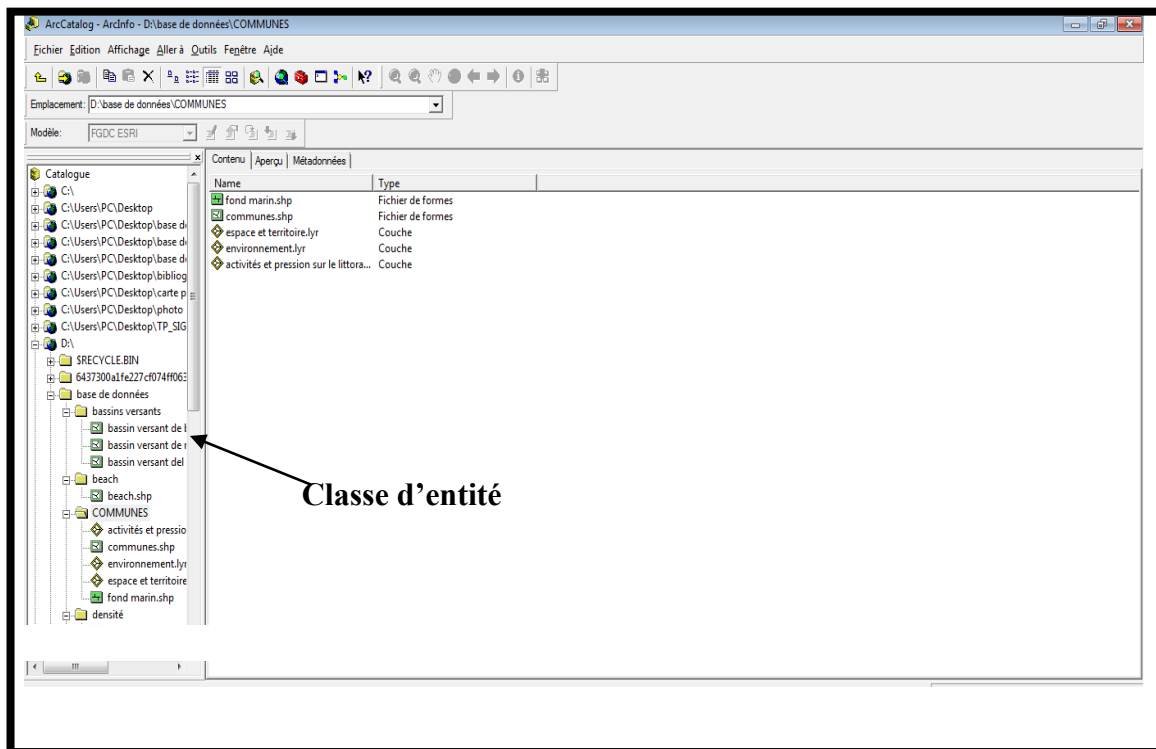 ArcCatalog - ArcInfo - D:\base de données\COMMUNES
Fichier Edition Affichage Aller à Outils Fenêtre Aide
Emplacement: D:\base de données\COMMUNES
Modèle: FGDC ESRI
Contenu Aperçu Métadonnées
Catalogue
C:\
C:\Users\PC\Desktop
C:\Users\PC\Desktop\base d
C:\Users\PC\Desktop\base d
C:\Users\PC\Desktop\base d
C:\Users\PC\Desktop\bibliog
C:\Users\PC\Desktop\carte p
C:\Users\PC\Desktop\photo
C:\Users\PC\Desktop\TP_SIG
D:\
$RECYCLE.BIN
6437300a1fe227cf074ff063
base de données
bassins versants
bassin versant de
bassin versant de
bassin versant del
beach
beach.shp
COMMUNES
activités et pressio
communes.shp
environnement.lyr
espace et territoire
fond marin.shp
densité
Name Type
fond marin.shp Fichier de formes
communes.shp Fichier de formes
espace et territoire.lyr Couche
environnement.lyr Couche
activités et pression sur le littora... Couche
Classe d'entité